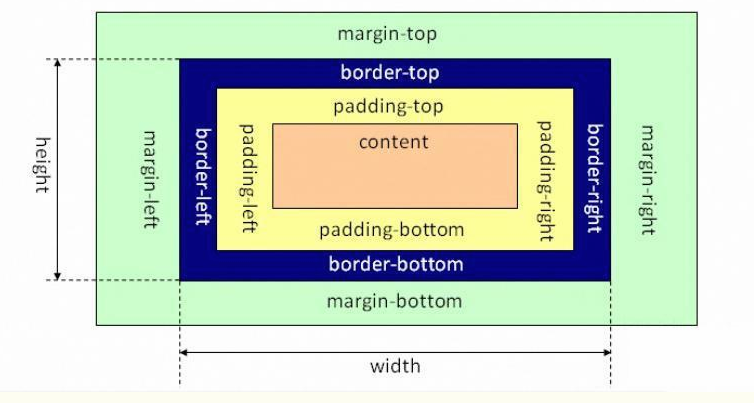 margin-top
border-top
padding-top
content
height
margin-left
border-left
padding-left
padding-right
border-right
margin-right
padding-bottom
border-bottom
margin-bottom
width